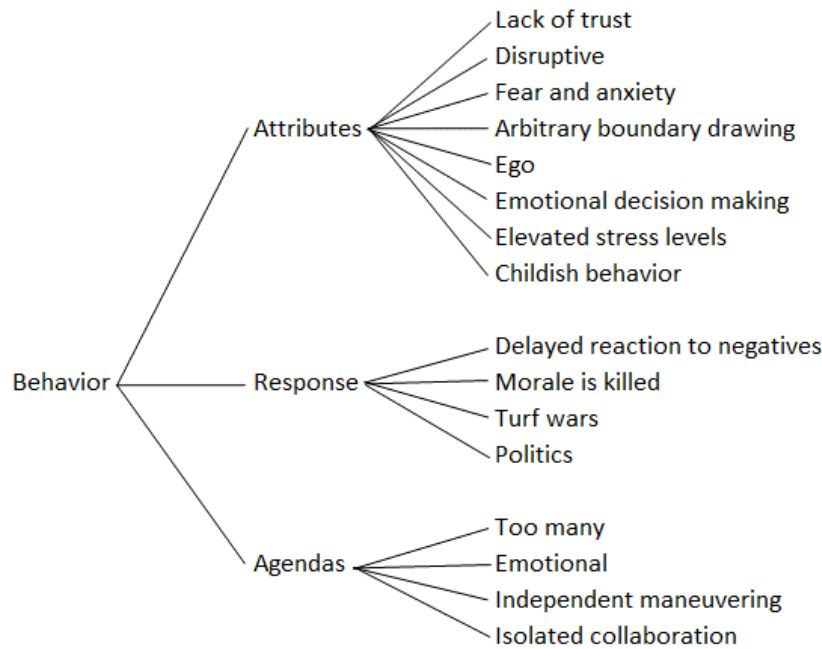 Lack of trust
Disruptive
Fear and anxiety
Attributes
Arbitrary boundary drawing
Ego
Emotional decision making
Elevated stress levels
Childish behavior
Delayed reaction to negatives
Behavior
Response
Morale is killed
Turf wars
Politics
Too many
Agendas
Emotional
Independent maneuvering
Isolated collaboration